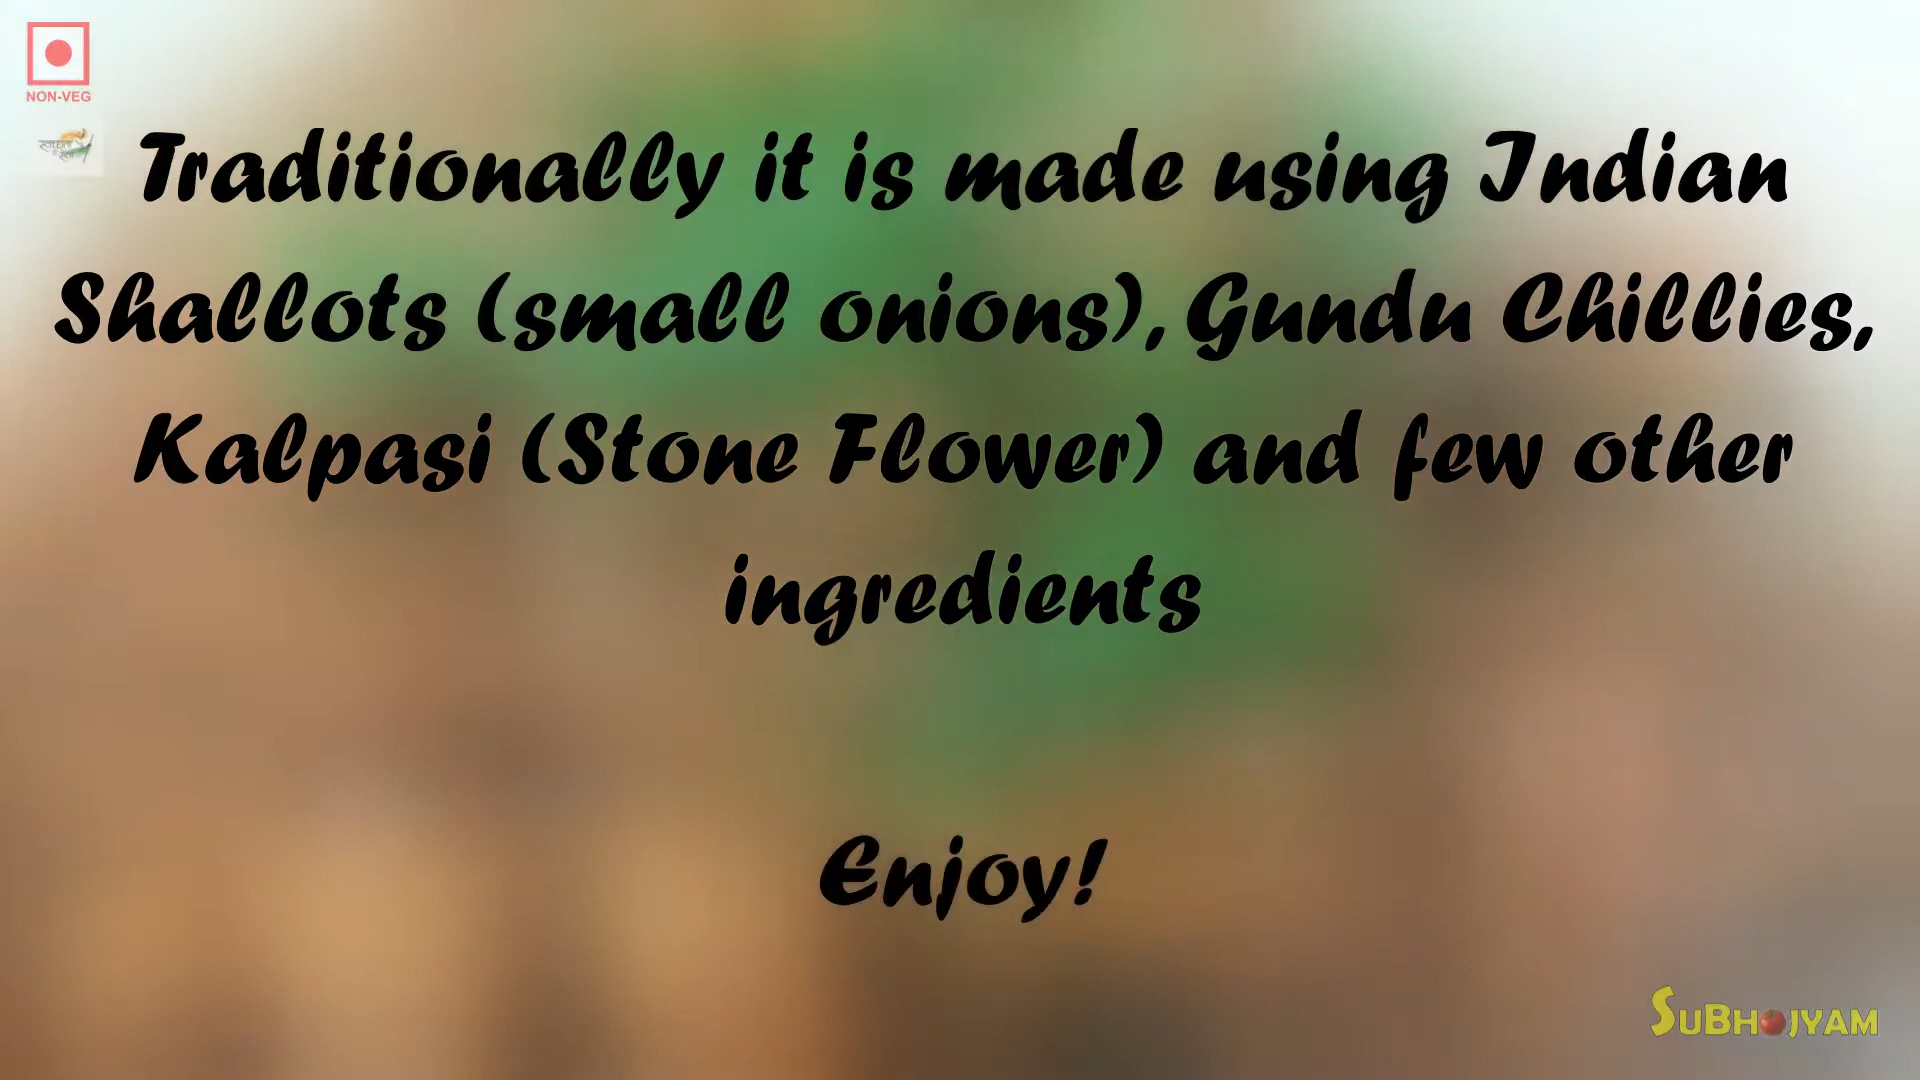 NON-VEG
Traditionally it is made using Indian
Shallots (small onions), Gundu Chillies,
Kalpasi (Stone Flower) and few other
ingredients
Enjoy!
SUBHOJYAM